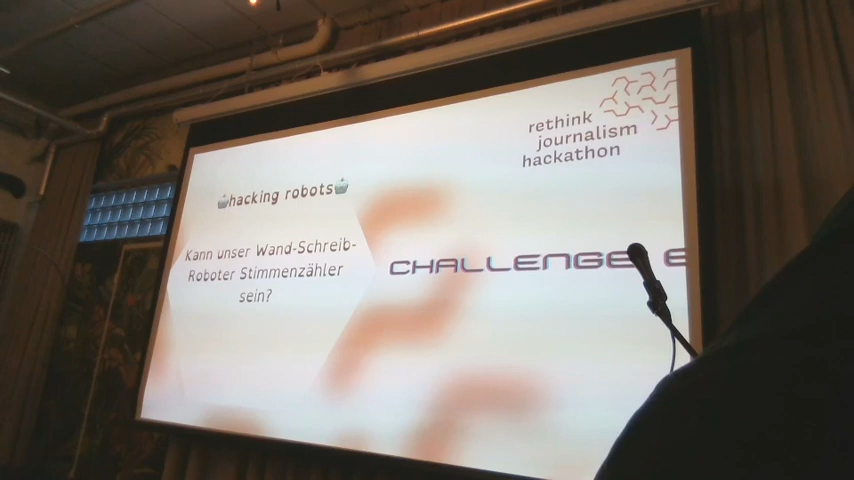 rethink
journalism
hackathon
hacking robots
Kann unser Wand-Schreib-
Roboter Stimmenzähler
sein?
CHALLENGE E